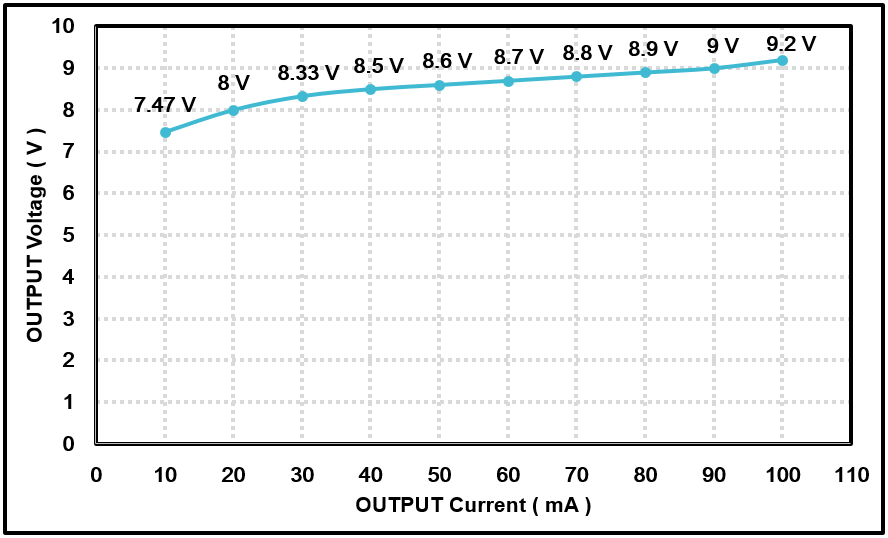 10
9
8
7
6
5
4
3
2
1
0
OUTPUT Voltage ( V )
7.47 V
8 V
8.33 V
8.5 V
8.6 V
8.7 V
8.8 V
8.9 V
9 V
9.2 V
0 10 20 30 40 50 60 70 80 90 100 110
OUTPUT Current ( mA )